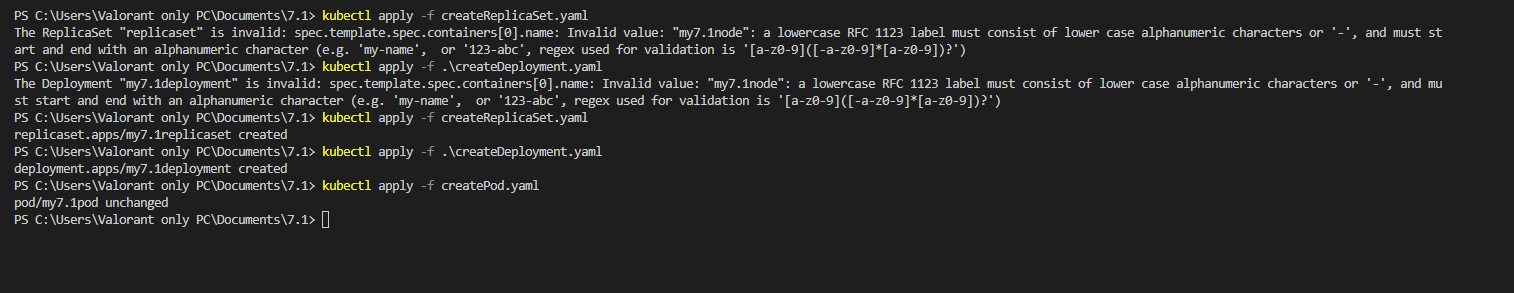 PS C:\Users\Valorant only PC\Documents\7.1> kubectl apply -f createReplicaSet.yaml
The ReplicaSet "replicaset" is invalid: spec.template.spec.containers[0].name: Invalid value: "my7.1node": a lowercase RFC 1123 label must consist of lower case alphanumeric characters or '-', and must st
art and end with an alphanumeric character (e.g. 'my-name',  or '123-abc', regex used for validation is '[a-z0-9]([-a-z0-9]*[a-z0-9])?')
PS C:\Users\Valorant only PC\Documents\7.1> kubectl apply -f .\createDeployment.yaml
The Deployment "my7.1deployment" is invalid: spec.template.spec.containers[0].name: Invalid value: "my7.1node": a lowercase RFC 1123 label must consist of lower case alphanumeric characters or '-', and mu
st start and end with an alphanumeric character (e.g. 'my-name',  or '123-abc', regex used for validation is '[a-z0-9]([-a-z0-9]*[a-z0-9])?')
PS C:\Users\Valorant only PC\Documents\7.1> kubectl apply -f createReplicaSet.yaml
replicaset.apps/my7.1replicaset created
PS C:\Users\Valorant only PC\Documents\7.1> kubectl apply -f .\createDeployment.yaml
deployment.apps/my7.1deployment created
PS C:\Users\Valorant only PC\Documents\7.1> kubectl apply -f createPod.yaml
pod/my7.1pod unchanged
PS C:\Users\Valorant only PC\Documents\7.1>